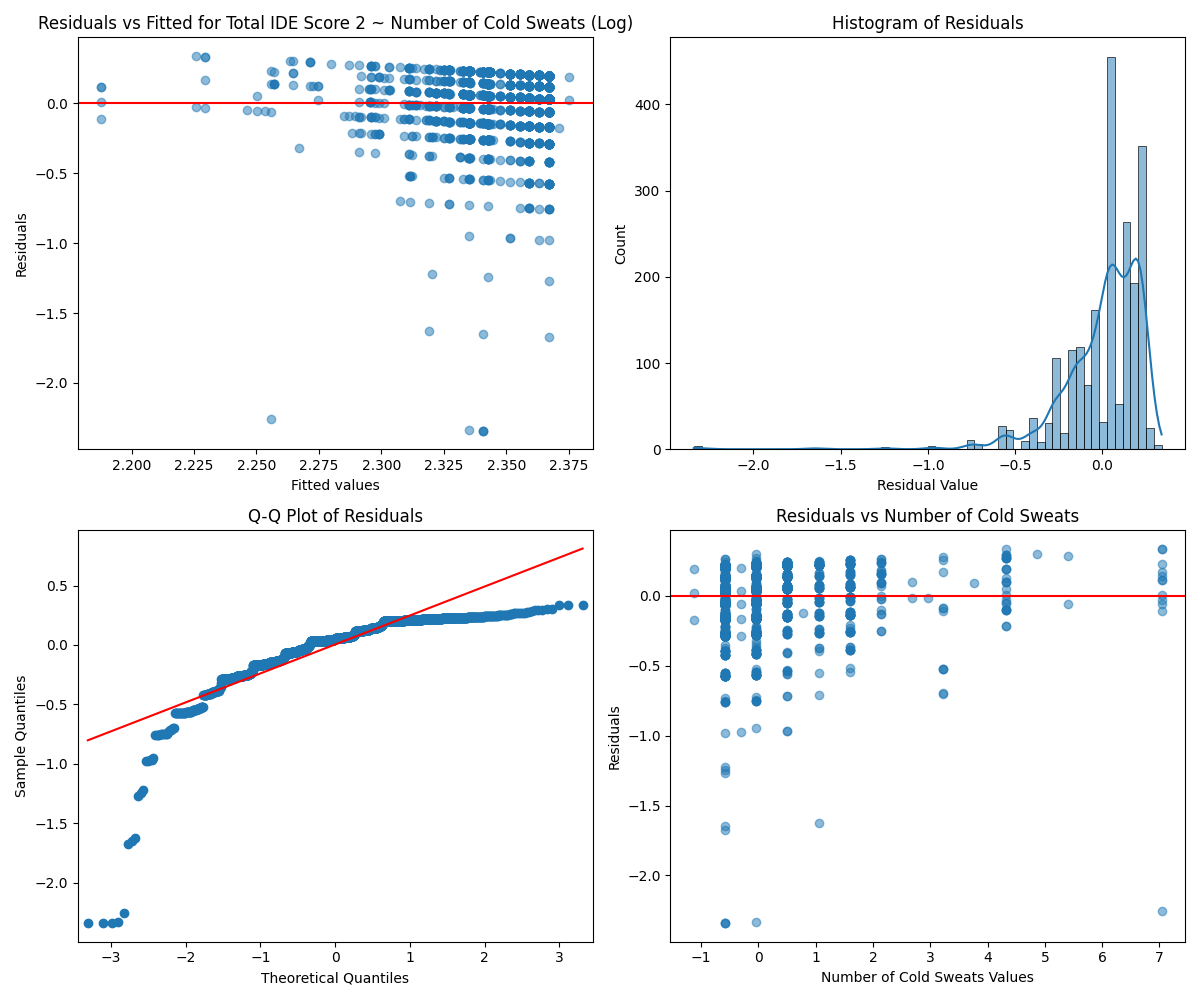 Residuals vs Fitted for Total IDE Score 2 ~ Number of Cold Sweats (Log)
0.0
−0.5
−1.0
−1.5
−2.0
Residuals
2.200 2.225 2.250 2.275 2.300 2.325 2.350 2.375
Fitted values
Histogram of Residuals
400
300
200
100
0
Count
−2.0 −1.5 −1.0 −0.5 0.0
Residual Value
Q-Q Plot of Residuals
0.5
0.0
−0.5
−1.0
−1.5
−2.0
Sample Quantiles
−3 −2 −1 0 1 2 3
Theoretical Quantiles
Residuals vs Number of Cold Sweats
0.0
−0.5
−1.0
−1.5
−2.0
Residuals
−1 0 1 2 3 4 5 6 7
Number of Cold Sweats Values